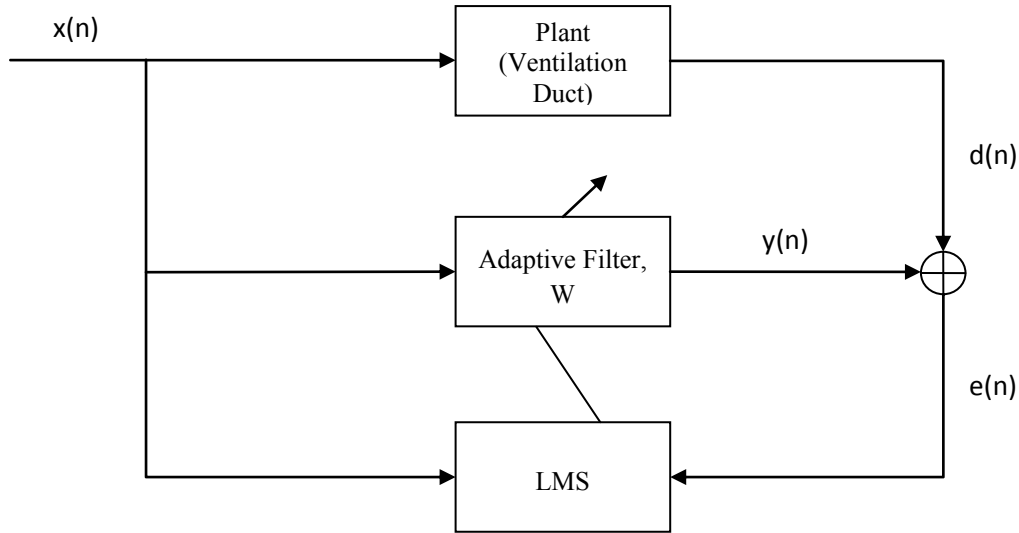 x(n)
Plant
(Ventilation
Duct)
d(n)
y(n)
Adaptive Filter,
W
e(n)
LMS